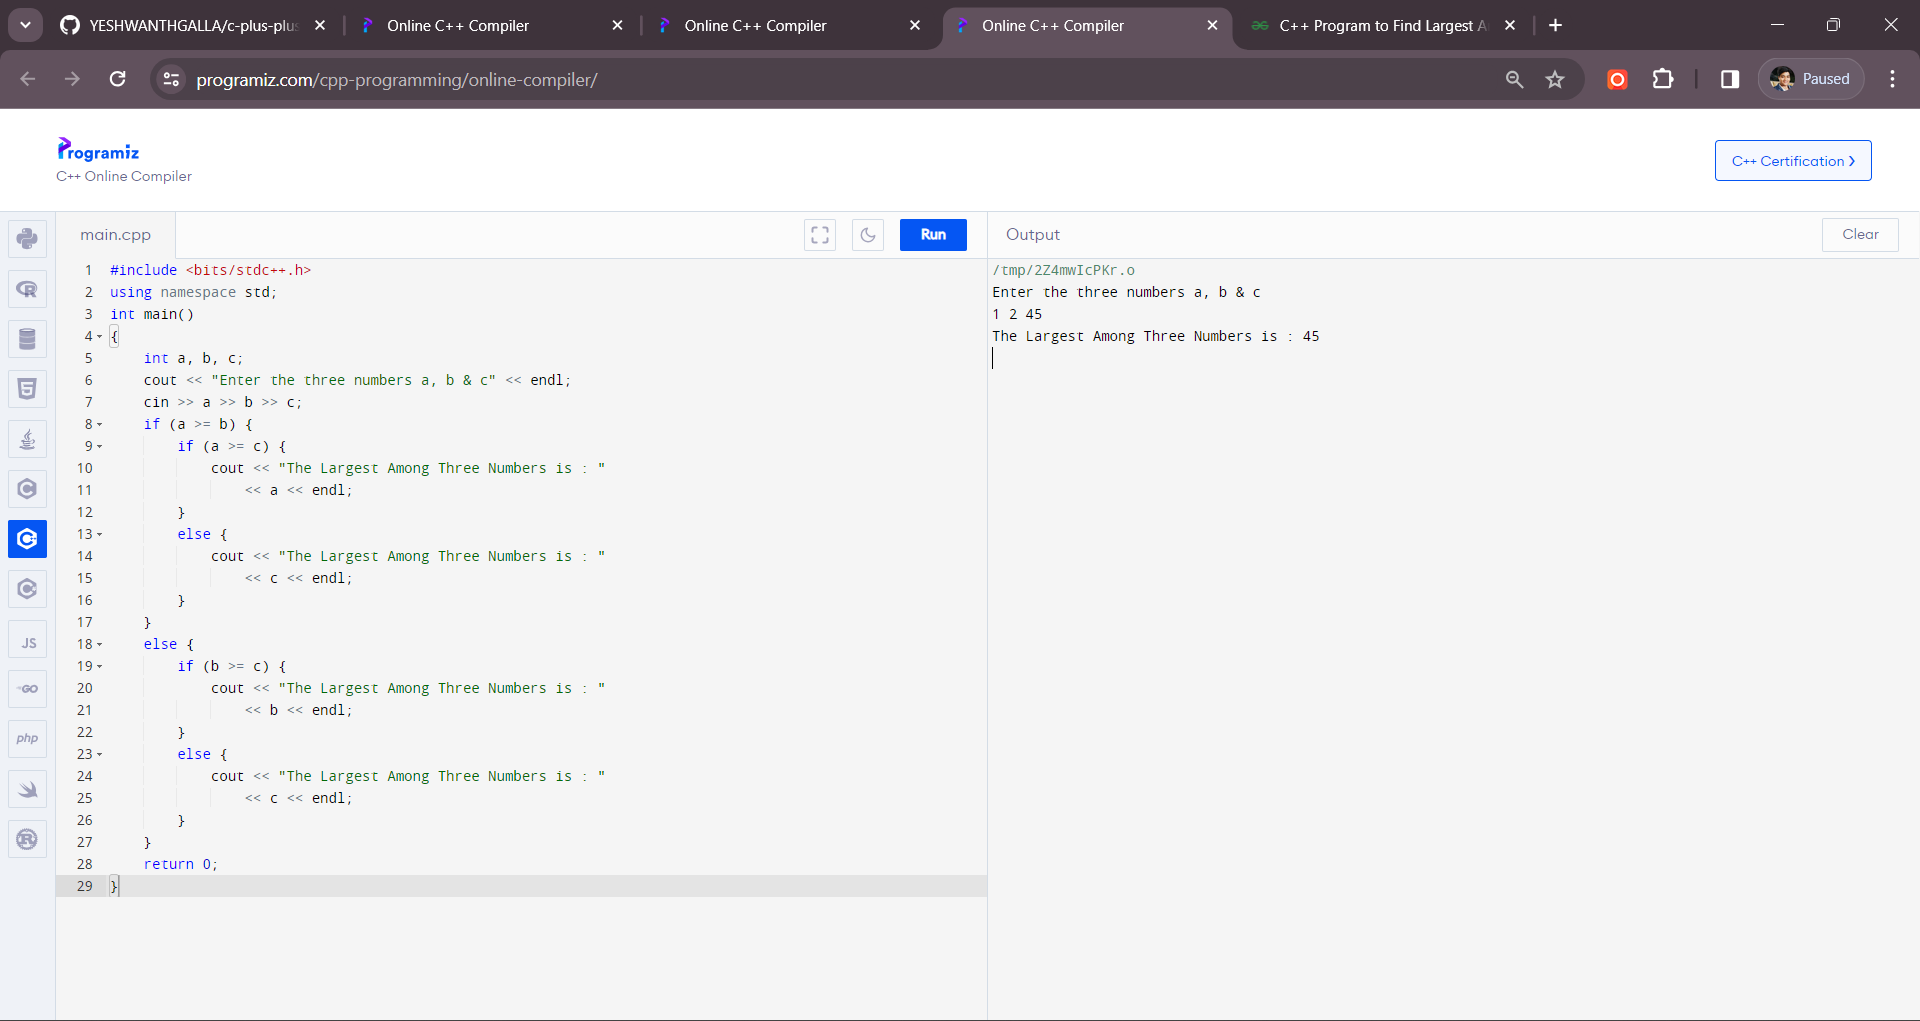 YESHWANTHGALLA/c-plus-plus
Online C++ Compiler
Online C++ Compiler
Online C++ Compiler
C++ Program to Find Largest A
programiz.com/cpp-programming/online-compiler/
Paused
Programiz
C++ Online Compiler
C++ Certification ›
main.cpp
Run
Output
Clear
1 #include <bits/stdc++.h>
2 using namespace std;
3 int main()
4 {
5     int a, b, c;
6     cout << "Enter the three numbers a, b & c" << endl;
7     cin >> a >> b >> c;
8     if (a >= b) {
9         if (a >= c) {
10             cout << "The Largest Among Three Numbers is : "
11                 << a << endl;
12         }
13         else {
14             cout << "The Largest Among Three Numbers is : "
15                 << c << endl;
16         }
17     }
18     else {
19         if (b >= c) {
20             cout << "The Largest Among Three Numbers is : "
21                 << b << endl;
22         }
23         else {
24             cout << "The Largest Among Three Numbers is : "
25                 << c << endl;
26         }
27     }
28     return 0;
29 }
/tmp/2Z4mwIcPKr.o
Enter the three numbers a, b & c
1 2 45
The Largest Among Three Numbers is : 45
JS
GO
php